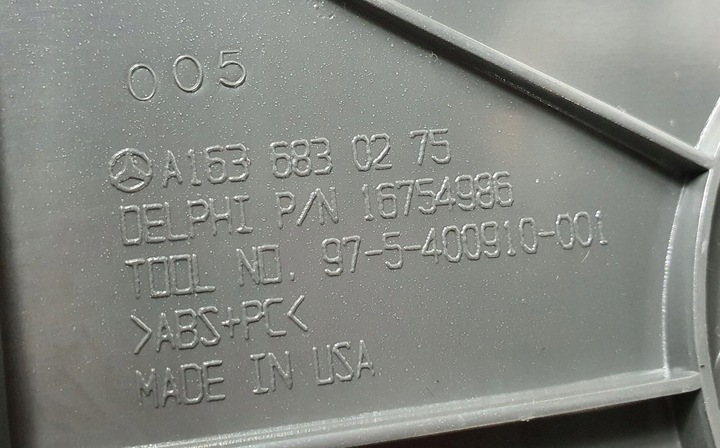 005
A163 683 02 75
DELPHI P/N 16754986
TOOL NO. 97-5-400910-001
>ABS+PC<
MADE IN USA